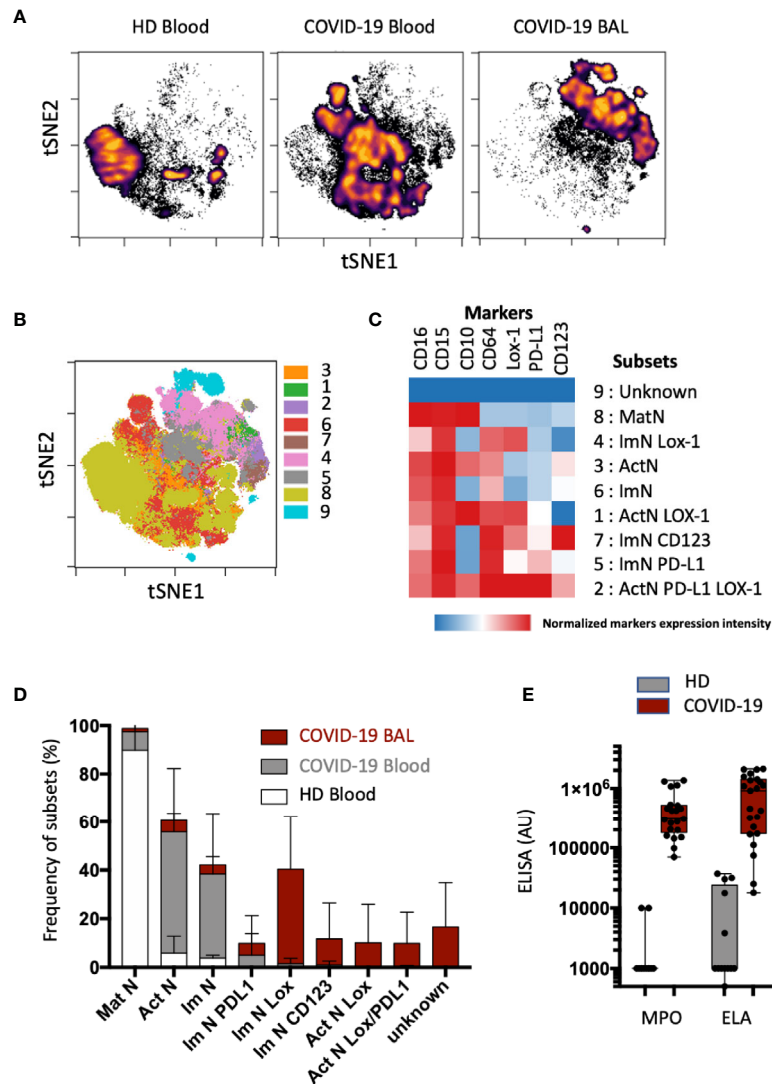 A
HD Blood
COVID-19 Blood
COVID-19 BAL
tSNE2
tSNE1
B
tSNE2
tSNE1
3
1
2
6
7
4
5
8
9
C
Markers
CD16
CD15
CD10
CD64
Lox-1
PD-L1
CD123
Subsets
9 : Unknown
8 : MatN
4 : ImN Lox-1
3 : ActN
6 : ImN
1 : ActN LOX-1
7 : ImN CD123
5 : ImN PD-L1
2 : ActN PD-L1 LOX-1
Normalized markers expression intensity
D
Frequency of subsets (%)
100
80
60
40
20
0
COVID-19 BAL
COVID-19 Blood
HD Blood
Mat N
Act N
Im N
Im N PDL1
Im N Lox
Im N CD123
Act N Lox
Act N Lox/PDL1
unknown
E
HD
COVID-19
ELISA (AU)
1×10⁶
100000
10000
1000
MPO
ELA